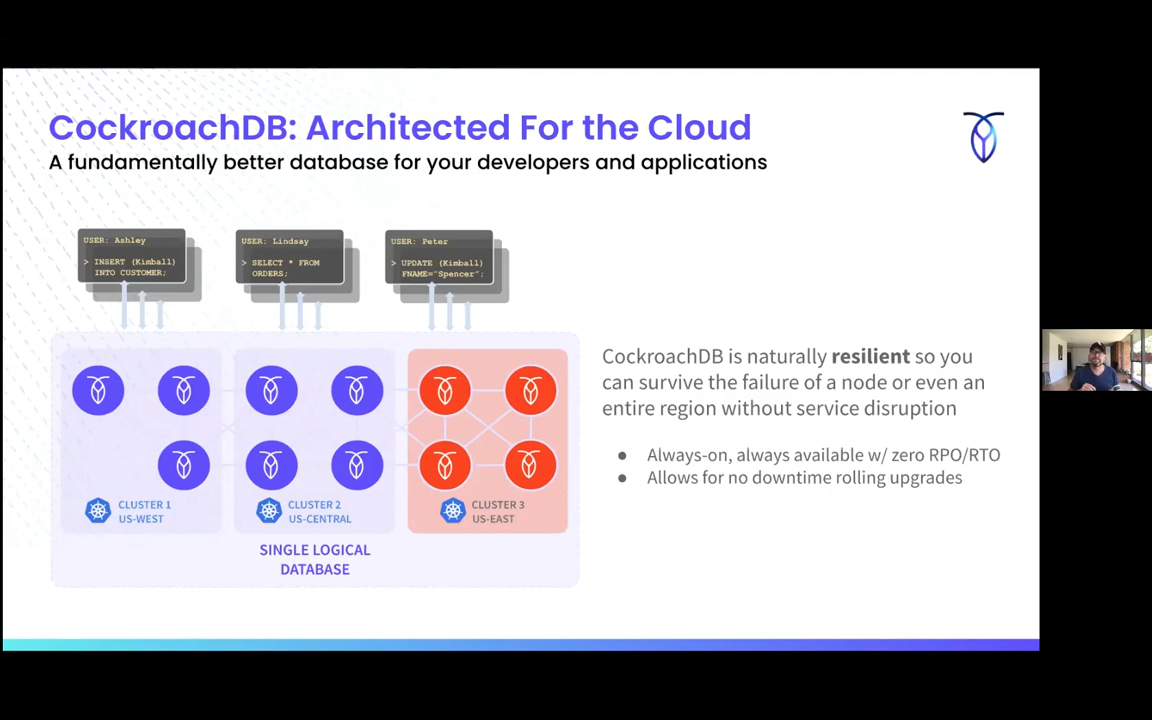 CockroachDB: Architected For the Cloud
A fundamentally better database for your developers and applications
USER: Ashley
> INSERT (Kimball)
INTO CUSTOMER;
USER: Lindsay
> SELECT * FROM
ORDERS;
USER: Peter
> UPDATE (Kimball)
FNAME="Spencer";
CLUSTER 1
US-WEST
CLUSTER 2
US-CENTRAL
CLUSTER 3
US-EAST
SINGLE LOGICAL
DATABASE
CockroachDB is naturally resilient so you
can survive the failure of a node or even an
entire region without service disruption
● Always-on, always available w/ zero RPO/RTO
● Allows for no downtime rolling upgrades